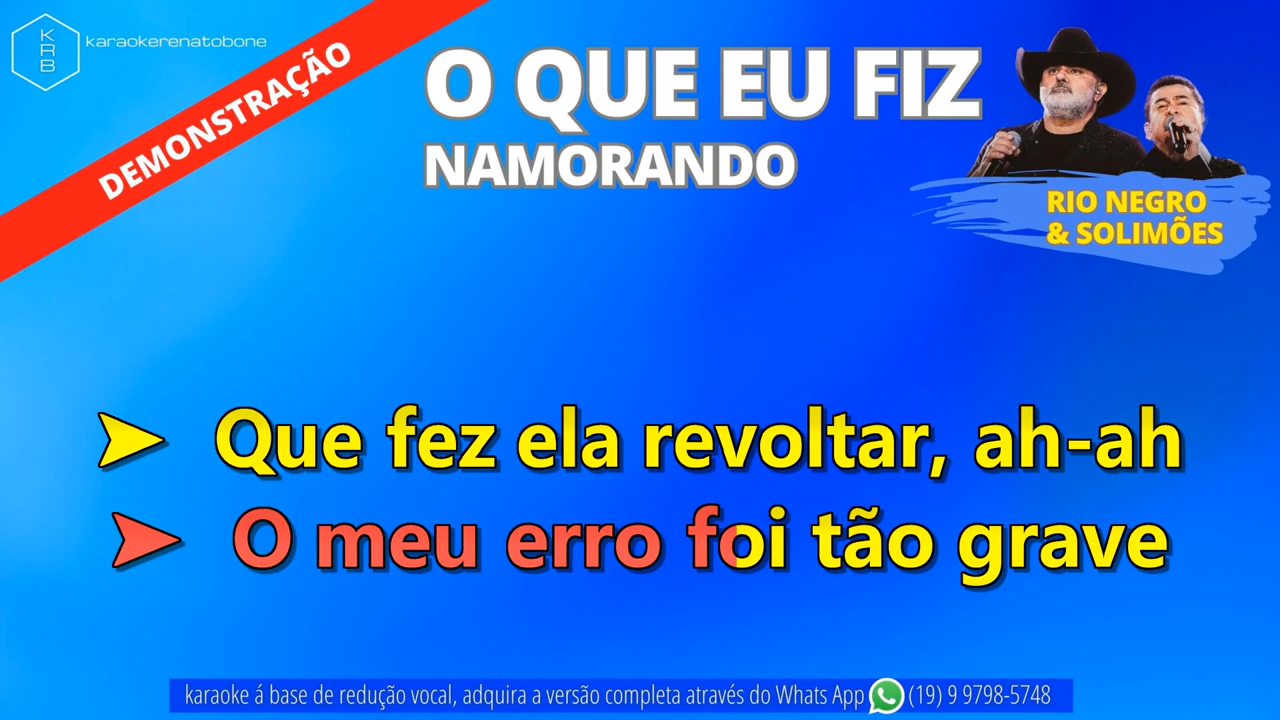 KRB
karaokerenatobone
DEMONSTRAÇÃO
O QUE EU FIZ
NAMORANDO
RIO NEGRO
& SOLIMÕES
➤ Que fez ela revoltar, ah-ah
➤ O meu erro foi tão grave
karaoke á base de redução vocal, adquira a versão completa através do Whats App (19) 9 9798-5748